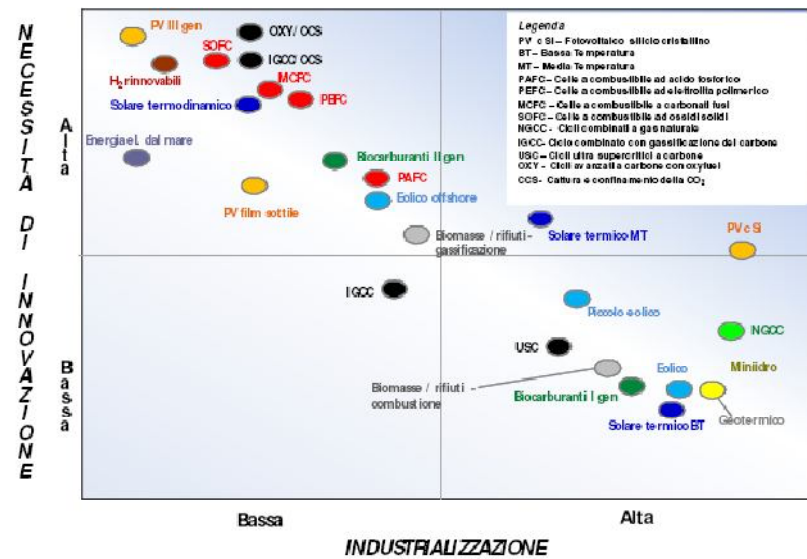 NECESSITÀ DI INNOVAZIONE
Alta
Bassa
PV III gen
OXY/ OCS
SOFC
IGCC/ OCS
H2 rinnovabili
MCFC
Solare termodinamico
PEFC
Energia el. dal mare
Biocarburanti II gen
PAFC
PV film sottile
Eolico offshore
Biomasse / rifiuti -
gassificazione
Solare termico MT
PV c Si
IGCC
Piccolo eolico
NGCC
USC
Biomasse / rifiuti
combustione
Biocarburanti I gen
Eolico
Miniidro
Solare termico BT
Geotermico
Legenda
PV c Si – Fotovoltaico silicio cristallino
BT – Bassa Temperatura
MT – Media Temperatura
PAFC – Celle a combustibile ad acido fosforico
PEFC – Celle a combustibile ad elettrolita polimerico
MCFC – Celle a combustibile a carbonati fusi
SOFC – Celle a combustibile ad ossidi solidi
NGCC – Cicli combinati a gas naturale
IGCC – Ciclo combinato con gassificazione del carbone
USC – Cicli ultra supercritici a carbone
OXY – Cicli avanzati a carbone con oxyfuel
CCS – Cattura e confinamento della CO2
Bassa
Alta
INDUSTRIALIZZAZIONE